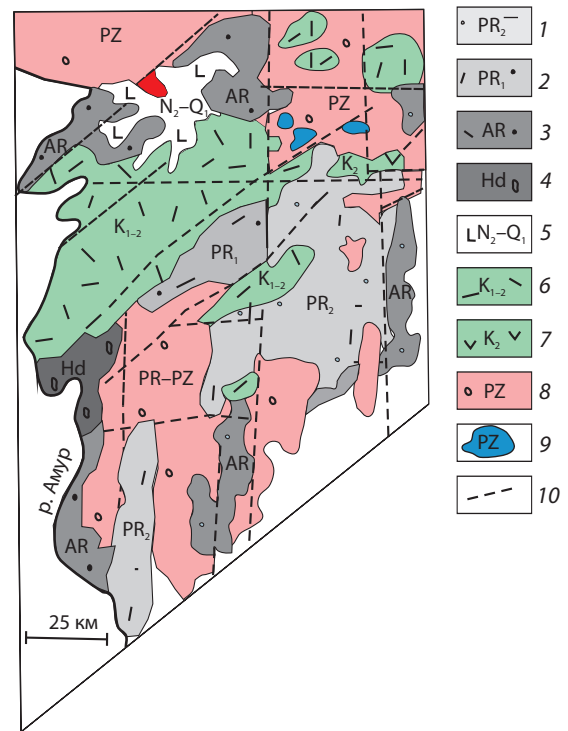 PZ
L
L
N₂–Q₁
L
L
AR
AR
PZ
K₂
K₁₋₂
PR₁
K₁₋₂
PR₂
AR
Hd
PR–PZ
AR
PR₂
AR
р. Амур
25 км
PR₂ 1
PR₁ 2
AR 3
Hd 4
L N₂–Q₁ 5
K₁₋₂ 6
K₂ 7
PZ 8
PZ 9
10